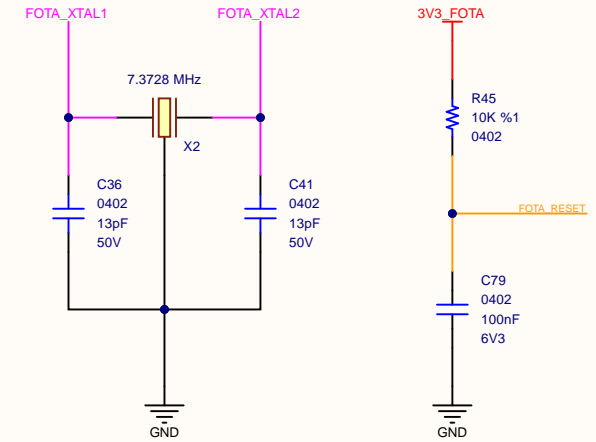 FOTA_XTAL1
FOTA_XTAL2
7.3728 MHz
X2
C36
0402
13pF
50V
C41
0402
13pF
50V
GND
3V3_FOTA
R45
10K %1
0402
FOTA_RESET
C79
0402
100nF
6V3
GND